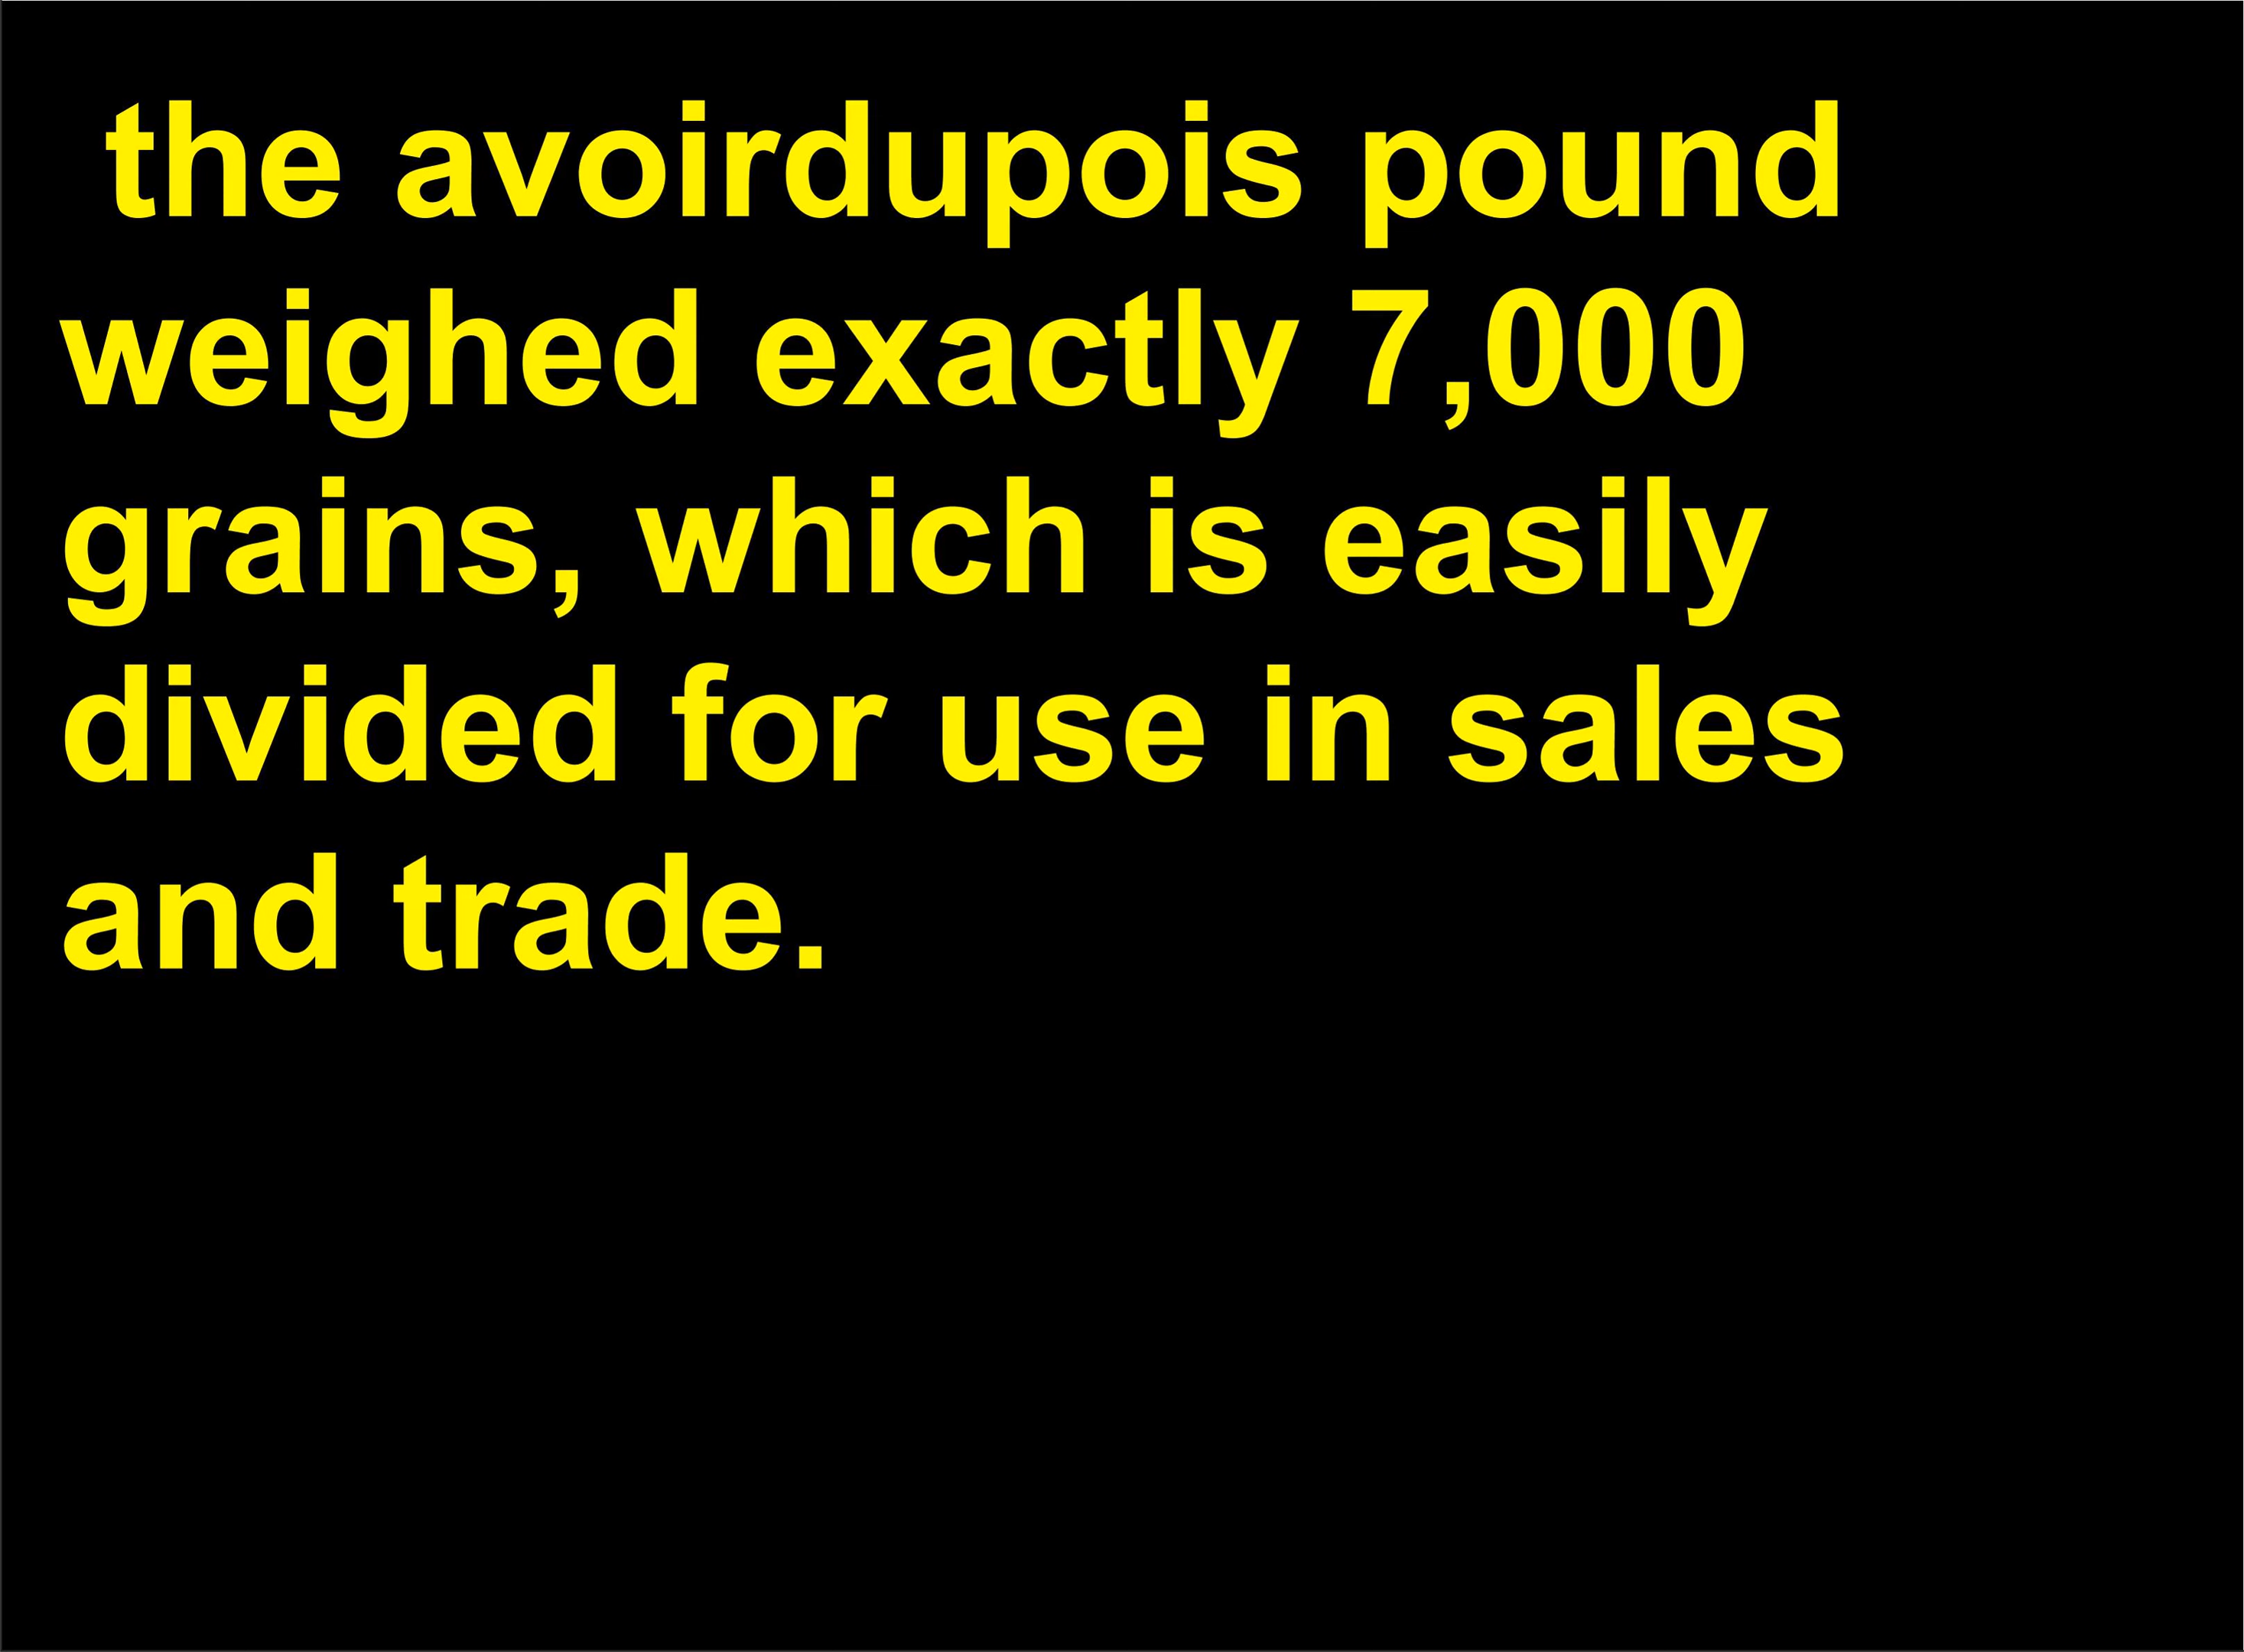 the avoirdupois pound
weighed exactly 7,000
grains, which is easily
divided for use in sales
and trade.